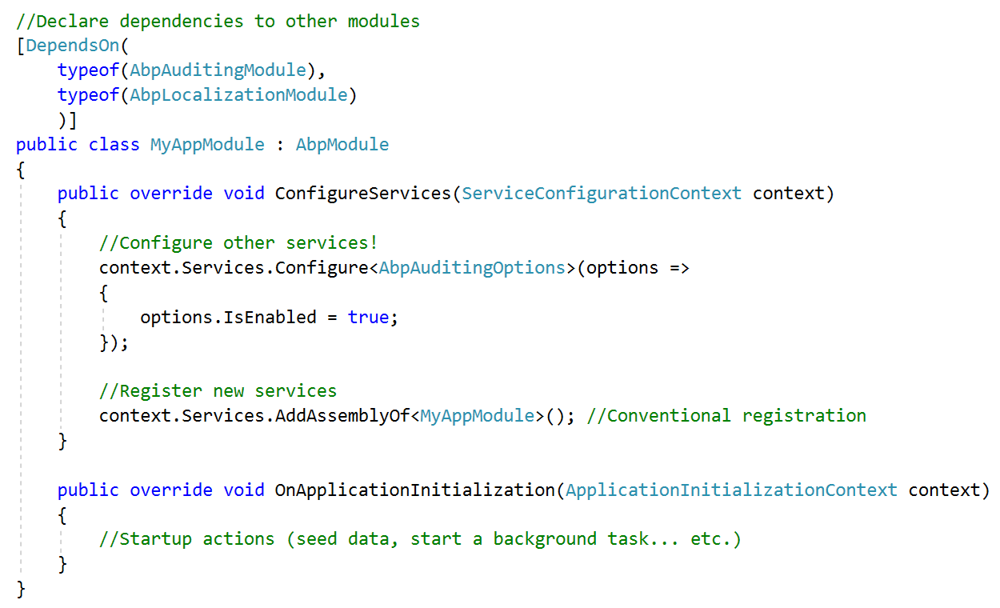 //Declare dependencies to other modules
[DependsOn(
    typeof(AbpAuditingModule),
    typeof(AbpLocalizationModule)
    )]
public class MyAppModule : AbpModule
{
    public override void ConfigureServices(ServiceConfigurationContext context)
    {
        //Configure other services!
        context.Services.Configure<AbpAuditingOptions>(options =>
        {
            options.IsEnabled = true;
        });

        //Register new services
        context.Services.AddAssemblyOf<MyAppModule>(); //Conventional registration
    }

    public override void OnApplicationInitialization(ApplicationInitializationContext context)
    {
        //Startup actions (seed data, start a background task... etc.)
    }
}